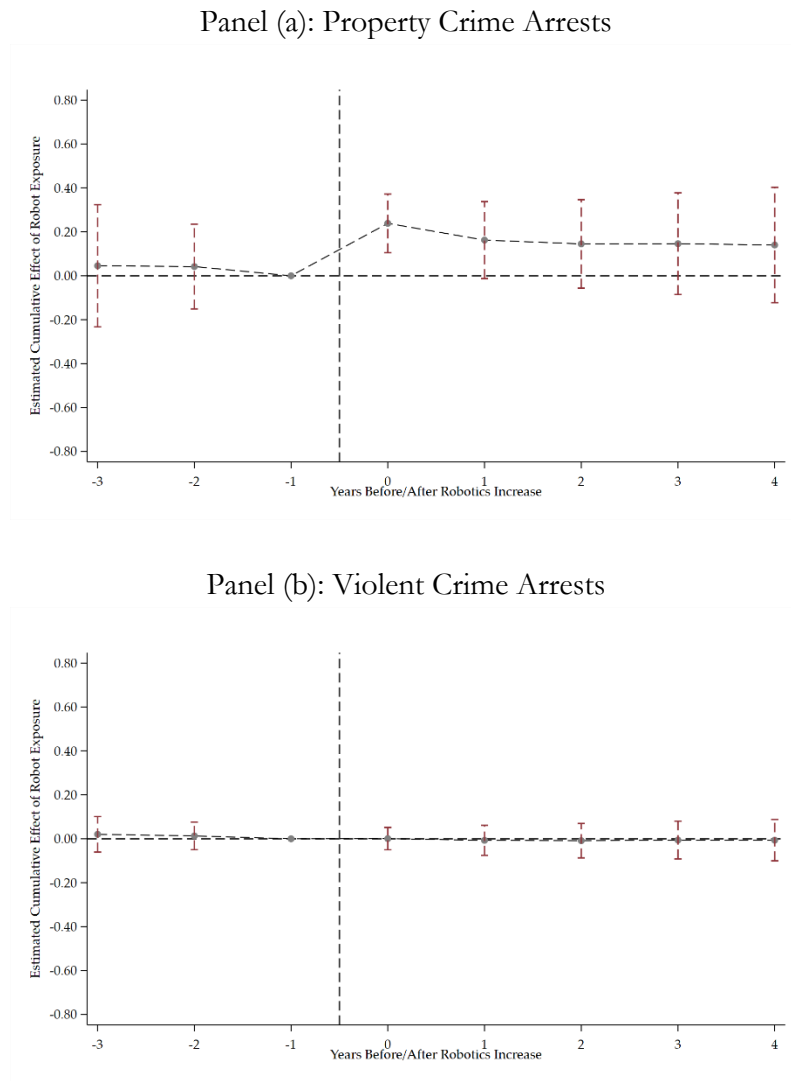 Panel (a): Property Crime Arrests
Estimated Cumulative Effect of Robot Exposure
0.80
0.60
0.40
0.20
0.00
-0.20
-0.40
-0.60
-0.80
-3 -2 -1 0 1 2 3 4
Years Before/After Robotics Increase
Panel (b): Violent Crime Arrests
Estimated Cumulative Effect of Robot Exposure
0.80
0.60
0.40
0.20
0.00
-0.20
-0.40
-0.60
-0.80
-3 -2 -1 0 1 2 3 4
Years Before/After Robotics Increase